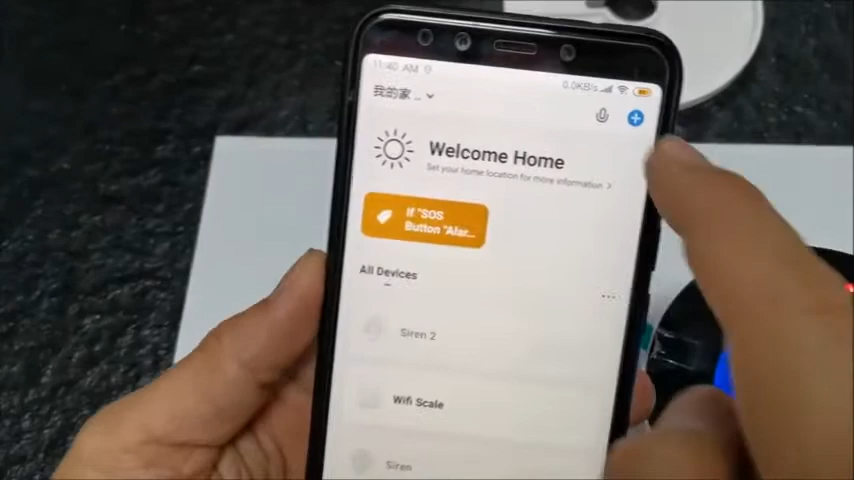 11:40 AM
0.0KB/s
我的家 ...
Welcome Home
Set your home location for more information >
If "SOS
Button "Alar...
All Devices
...
Siren 2
Wifi Scale
Siren